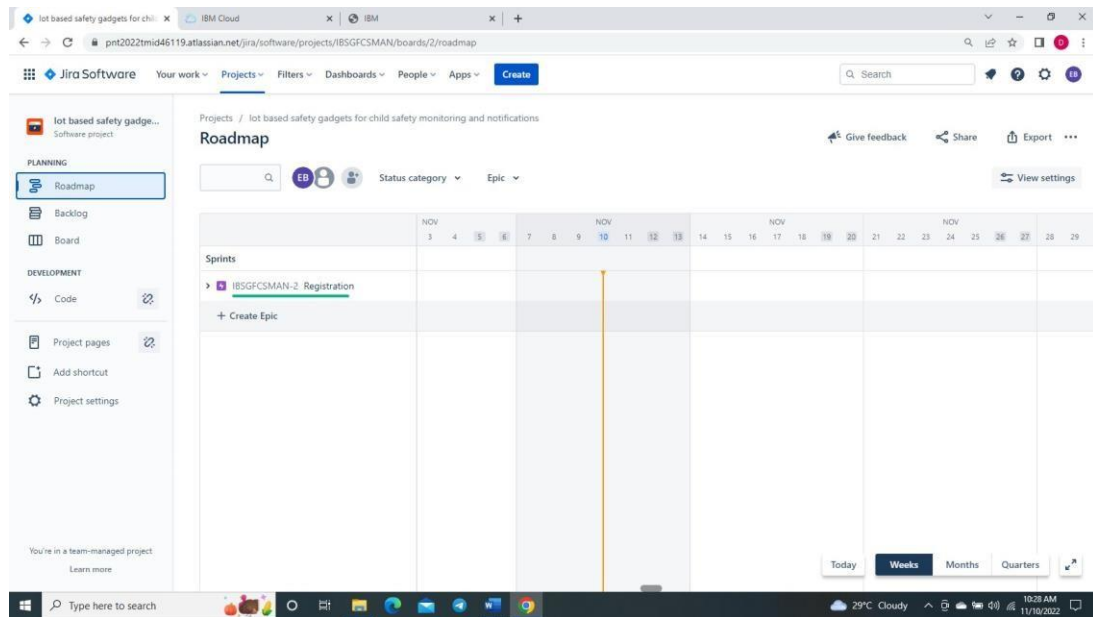 Iot based safety gadgets for chil
IBM Cloud
IBM
pnt2022tmid46119.atlassian.net/jira/software/projects/IBSGFCSMAN/boards/2/roadmap
D
Jira Software Your work Projects Filters Dashboards People Apps Create Search EB
Iot based safety gadge...
Software project
PLANNING
Roadmap
Backlog
Board
DEVELOPMENT
Code
Project pages
Add shortcut
Project settings
You're in a team-managed project
Learn more
Projects / Iot based safety gadgets for child safety monitoring and notifications
Roadmap
Give feedback Share Export
EB Status category Epic View settings
NOV NOV NOV NOV
3 4 5 6 7 8 9 10 11 12 13 14 15 16 17 18 19 20 21 22 23 24 25 26 27 28 29
Sprints
IBSGFCSMAN-2 Registration
+ Create Epic
Today Weeks Months Quarters
Type here to search
29°C Cloudy
10:28 AM
11/10/2022